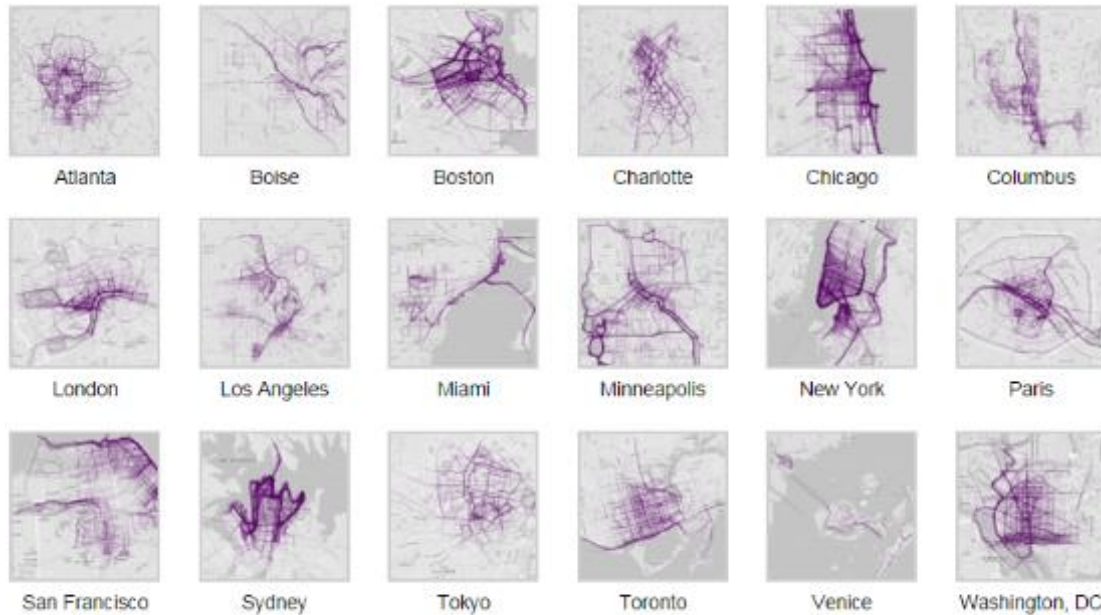 Atlanta
Boise
Boston
Charlotte
Chicago
Columbus
London
Los Angeles
Miami
Minneapolis
New York
Paris
San Francisco
Sydney
Tokyo
Toronto
Venice
Washington, DC